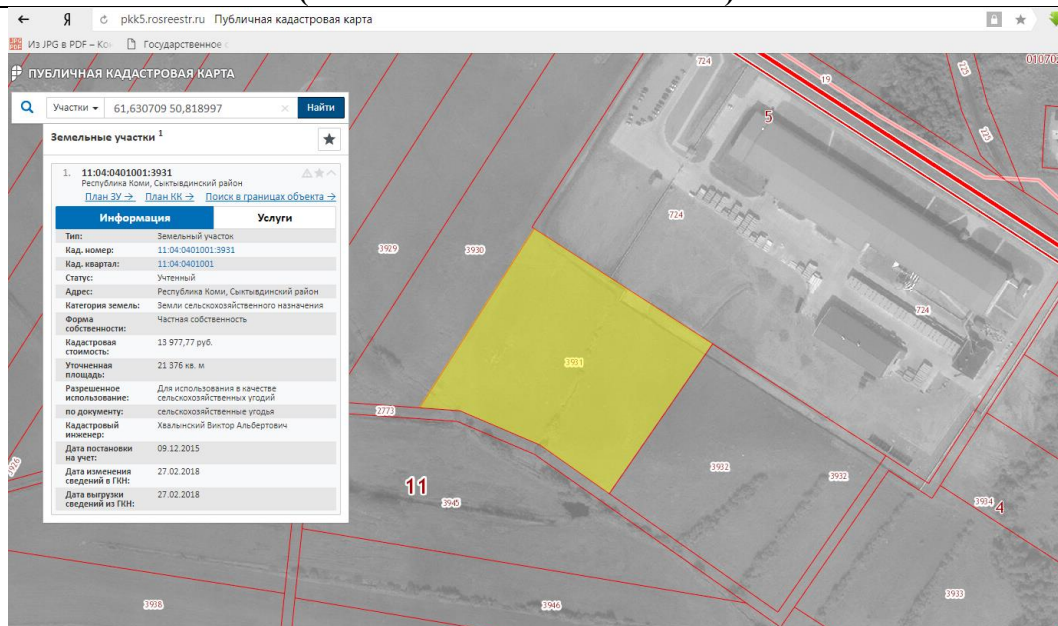 pkk5.rosreestr.ru Публичная кадастровая карта
Из JPG в PDF – Ко
Государственное
ПУБЛИЧНАЯ КАДАСТРОВАЯ КАРТА
Участки 61,630709 50,818997 × Найти
Земельные участки 1
1. 11:04:0401001:3931
Республика Коми, Сыктывдинский район
План ЗУ → План КК → Поиск в границах объекта →
Информация Услуги
Тип: Земельный участок
Кад. номер: 11:04:0401001:3931
Кад. квартал: 11:04:0401001
Статус: Учтенный
Адрес: Республика Коми, Сыктывдинский район
Категория земель: Земли сельскохозяйственного назначения
Форма собственности: Частная собственность
Кадастровая стоимость: 13 977,77 руб.
Уточненная площадь: 21 376 кв. м
Разрешенное использование: Для использования в качестве сельскохозяйственных угодий
по документу: сельскохозяйственные угодья
Кадастровый инженер: Хвалынский Виктор Альбертович
Дата постановки на учет: 09.12.2015
Дата изменения сведений в ГКН: 27.02.2018
Дата выгрузки сведений из ГКН: 27.02.2018
724
19
725
010702
5
725
724
3929
3930
724
3931
2773
3926
11
3945
3932
3932
3934
4
3938
3946
3933